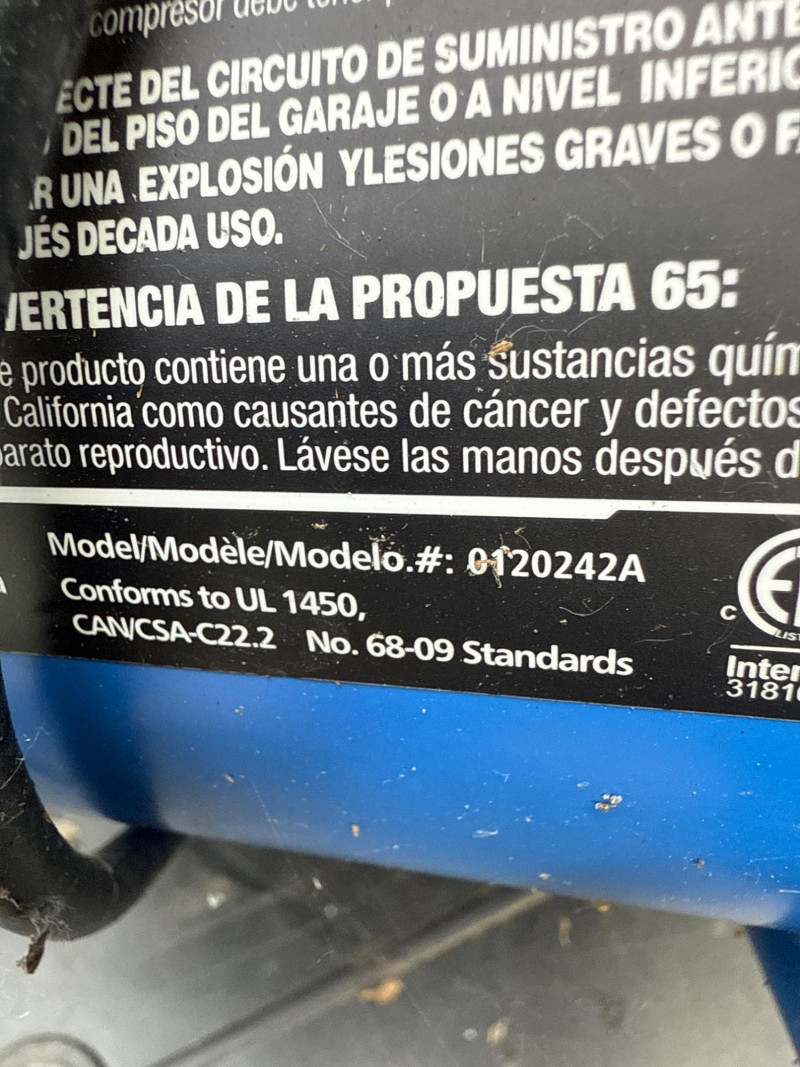 compresor debe
ECTE DEL CIRCUITO DE SUMINISTRO ANTE
DEL PISO DEL GARAJE O A NIVEL INFERIO
R UNA EXPLOSIÓN YLESIONES GRAVES O F
UÉS DECADA USO.
VERTENCIA DE LA PROPUESTA 65:
e producto contiene una o más sustancias quím
California como causantes de cáncer y defectos
parato reproductivo. Lávese las manos después d
Model/Modèle/Modelo.#: 0120242A
Conforms to UL 1450,
CAN/CSA-C22.2 No. 68-09 Standards
C
LIS
Inter
3181